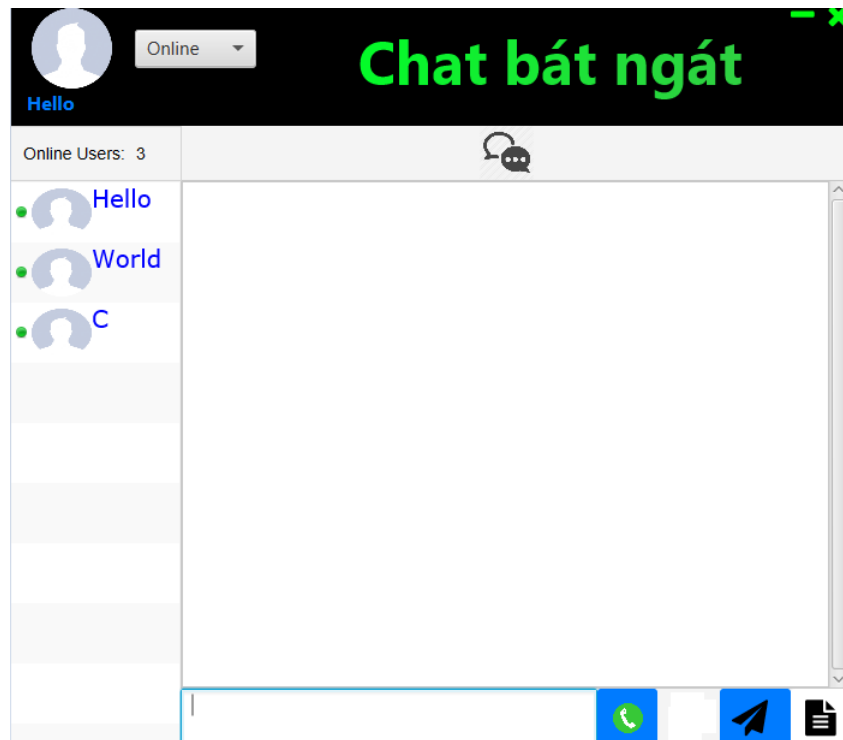 Online
Chat bát ngát
Hello
Online Users: 3
Hello
World
C